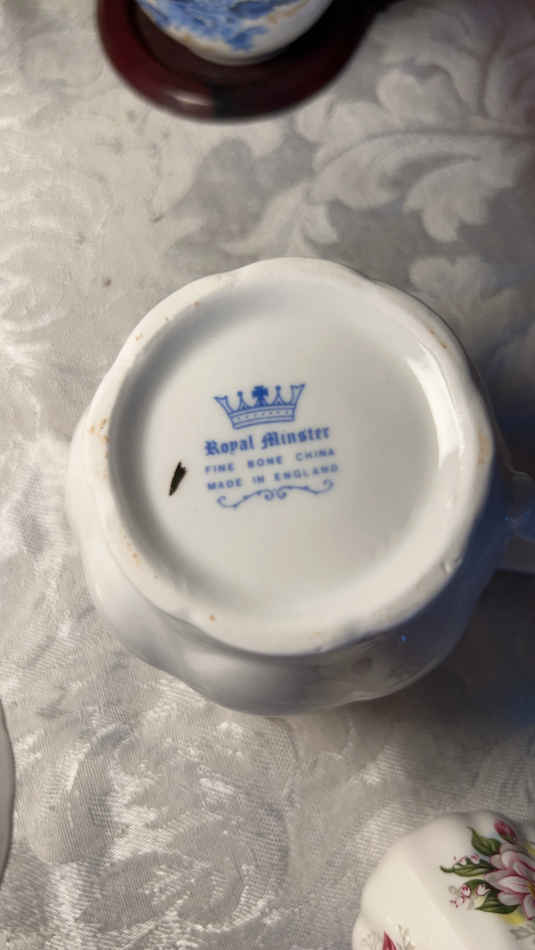 Royal Minster
FINE BONE CHINA
MADE IN ENGLAND